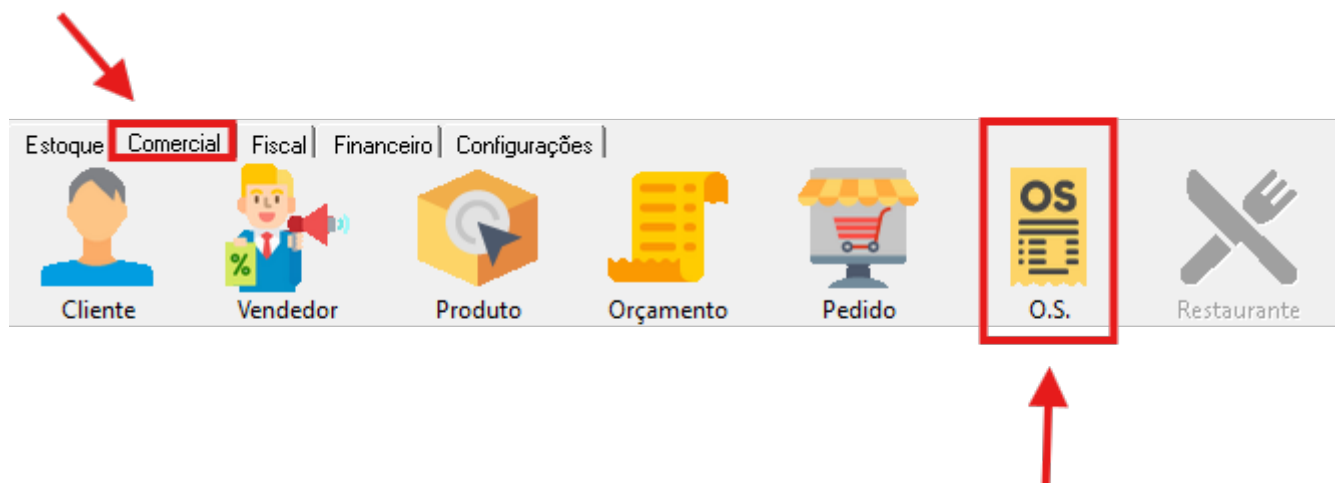 Estoque Comercial Fiscal Financeiro Configurações
%
OS
Cliente Vendedor Produto Orçamento Pedido O.S. Restaurante